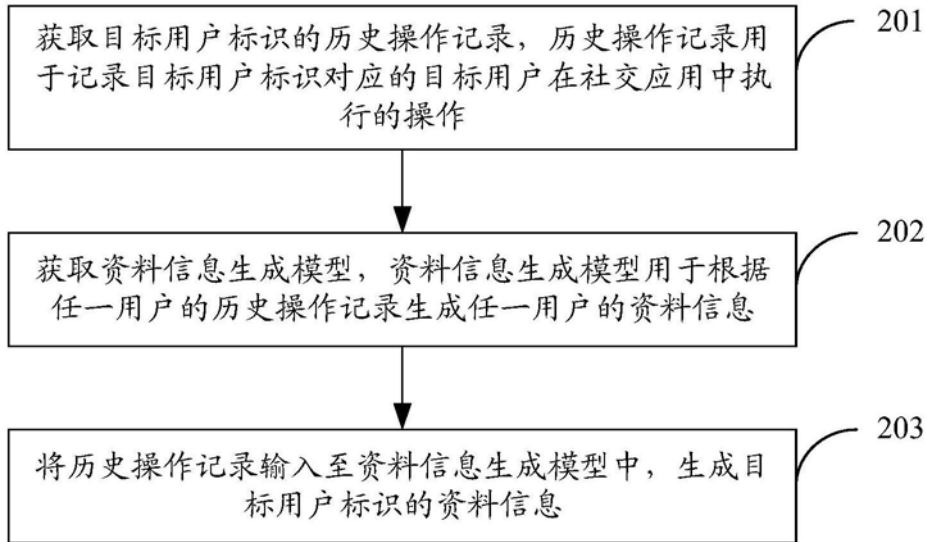 获取目标用户标识的历史操作记录，历史操作记录用
于记录目标用户标识对应的目标用户在社交应用中执
行的操作
201
获取资料信息生成模型，资料信息生成模型用于根据
任一用户的历史操作记录生成任一用户的资料信息
202
将历史操作记录输入至资料信息生成模型中，生成目
标用户标识的资料信息
203